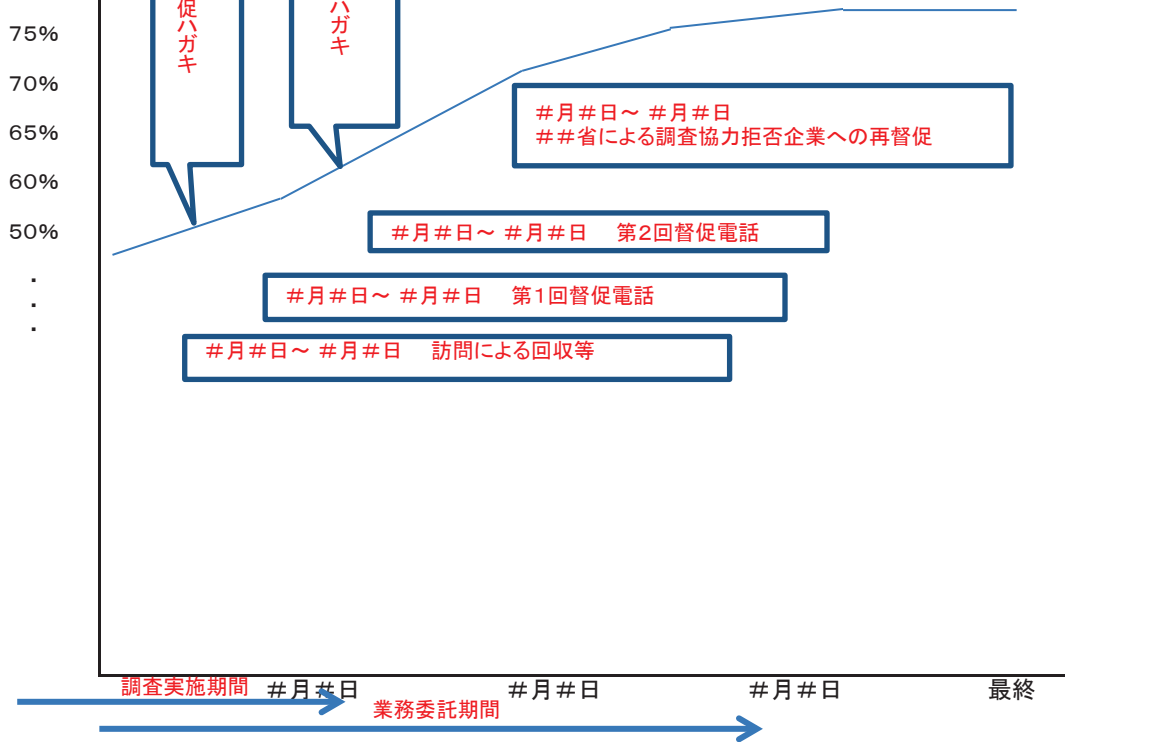 75%
70%
65%
60%
50%
・
・
・
促ハガキ
ハガキ
＃月＃日～ ＃月＃日
＃＃省による調査協力拒否企業への再督促
＃月＃日～ ＃月＃日　第2回督促電話
＃月＃日～ ＃月＃日　第1回督促電話
＃月＃日～ ＃月＃日　訪問による回収等
調査実施期間
＃月＃日
＃月＃日
＃月＃日
最終
業務委託期間